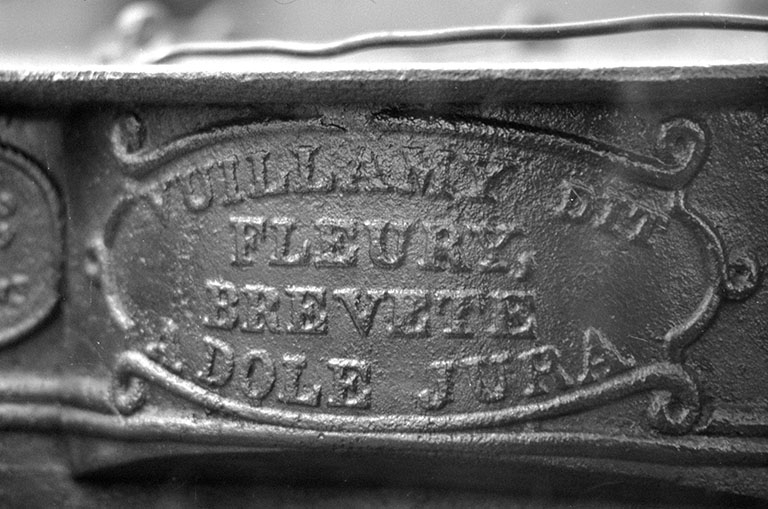 VUILLAMY DIT
FLEURY,
BREVETE
A DOLE JURA